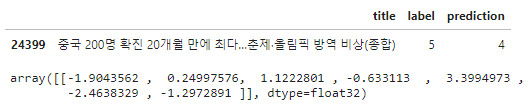 title label prediction
24399 중국 200명 확진 20개월 만에 최다...춘제·올림픽 방역 비상(종합) 5 4
array([[-1.9043562 , 0.24997576, 1.1222801 , -0.633113 , 3.3994973 ,
-2.4638329 , -1.2972891 ]], dtype=float32)